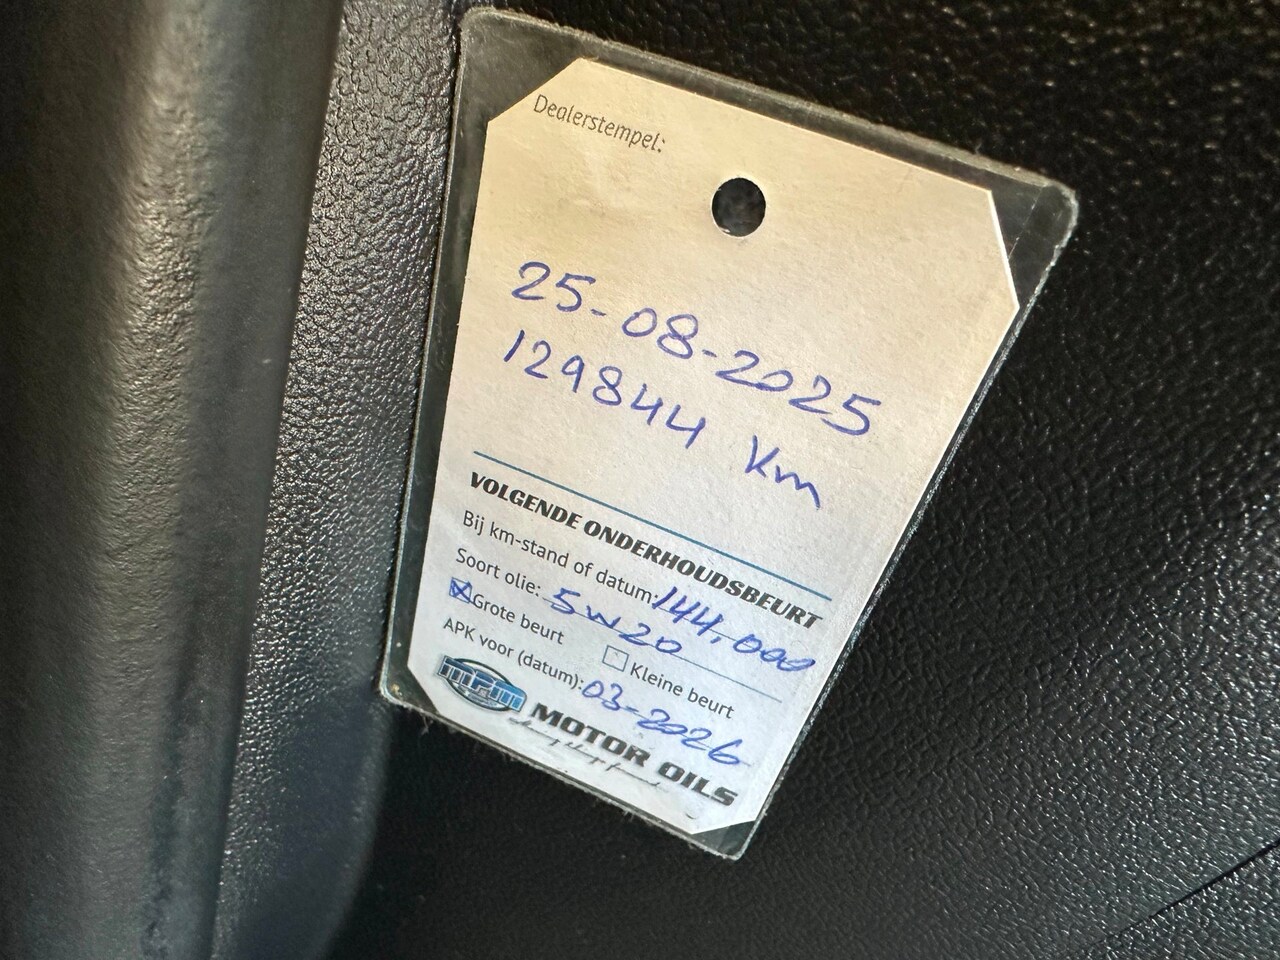 Dealerstempel:
25-08-2025
129844 Km
VOLGENDE ONDERHOUDSBEURT
Bij km-stand of datum: 144,000
Soort olie: 5w20
Grote beurt Kleine beurt
APK voor (datum): 03-2026
MPM MOTOR OILS